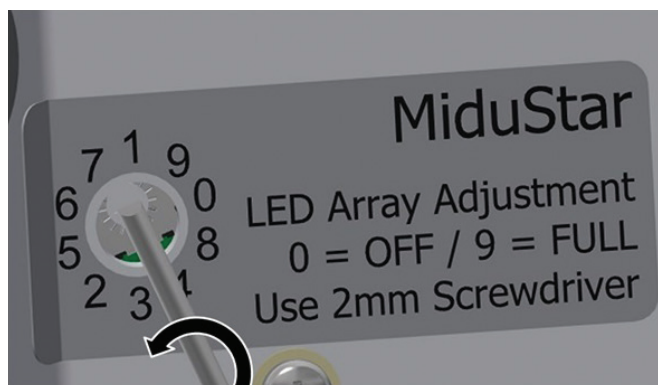 MiduStar
7 1 9
6 0
5 8
2 3 4
LED Array Adjustment
0 = OFF / 9 = FULL
Use 2mm Screwdriver